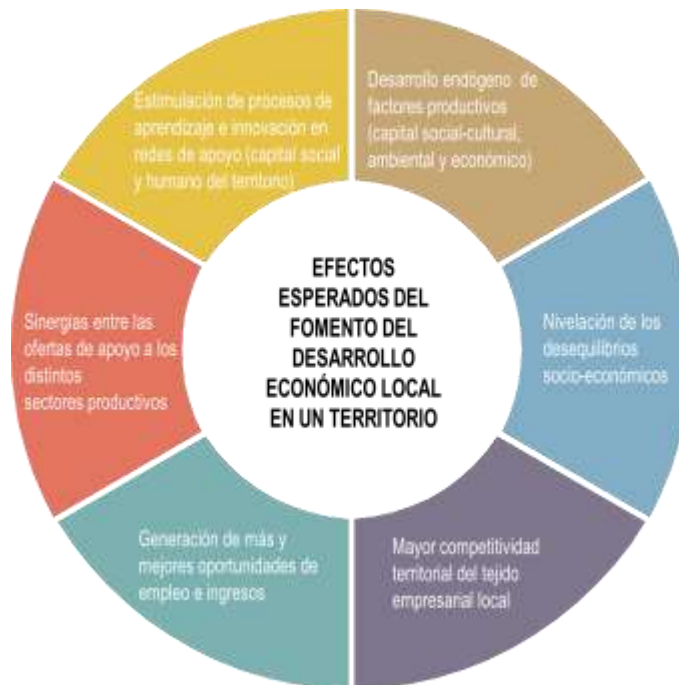 Estimulación de procesos de
aprendizaje e innovación en
redes de apoyo (capital social
y humano del territorio)
Desarrollo endógeno de
factores productivos
(capital social-cultural,
ambiental y económico)
EFECTOS
ESPERADOS DEL
FOMENTO DEL
DESARROLLO
ECONÓMICO LOCAL
EN UN TERRITORIO
Sinergias entre las
ofertas de apoyo a los
distintos
sectores productivos
Nivelación de los
desequilibrios
socio-económicos
Generación de más y
mejores oportunidades de
empleo e ingresos
Mayor competitividad
territorial del tejido
empresarial local